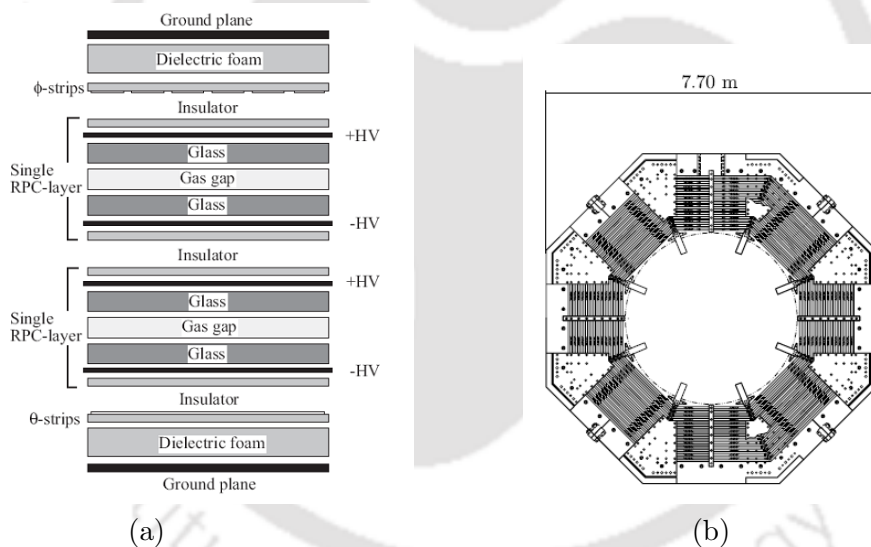 Ground plane
Dielectric foam
ϕ-strips
Insulator
+HV
Glass
Single
RPC-layer
Gas gap
Glass
-HV
Insulator
+HV
Glass
Single
RPC-layer
Gas gap
Glass
-HV
Insulator
θ-strips
Dielectric foam
Ground plane
(a)
7.70 m
(b)